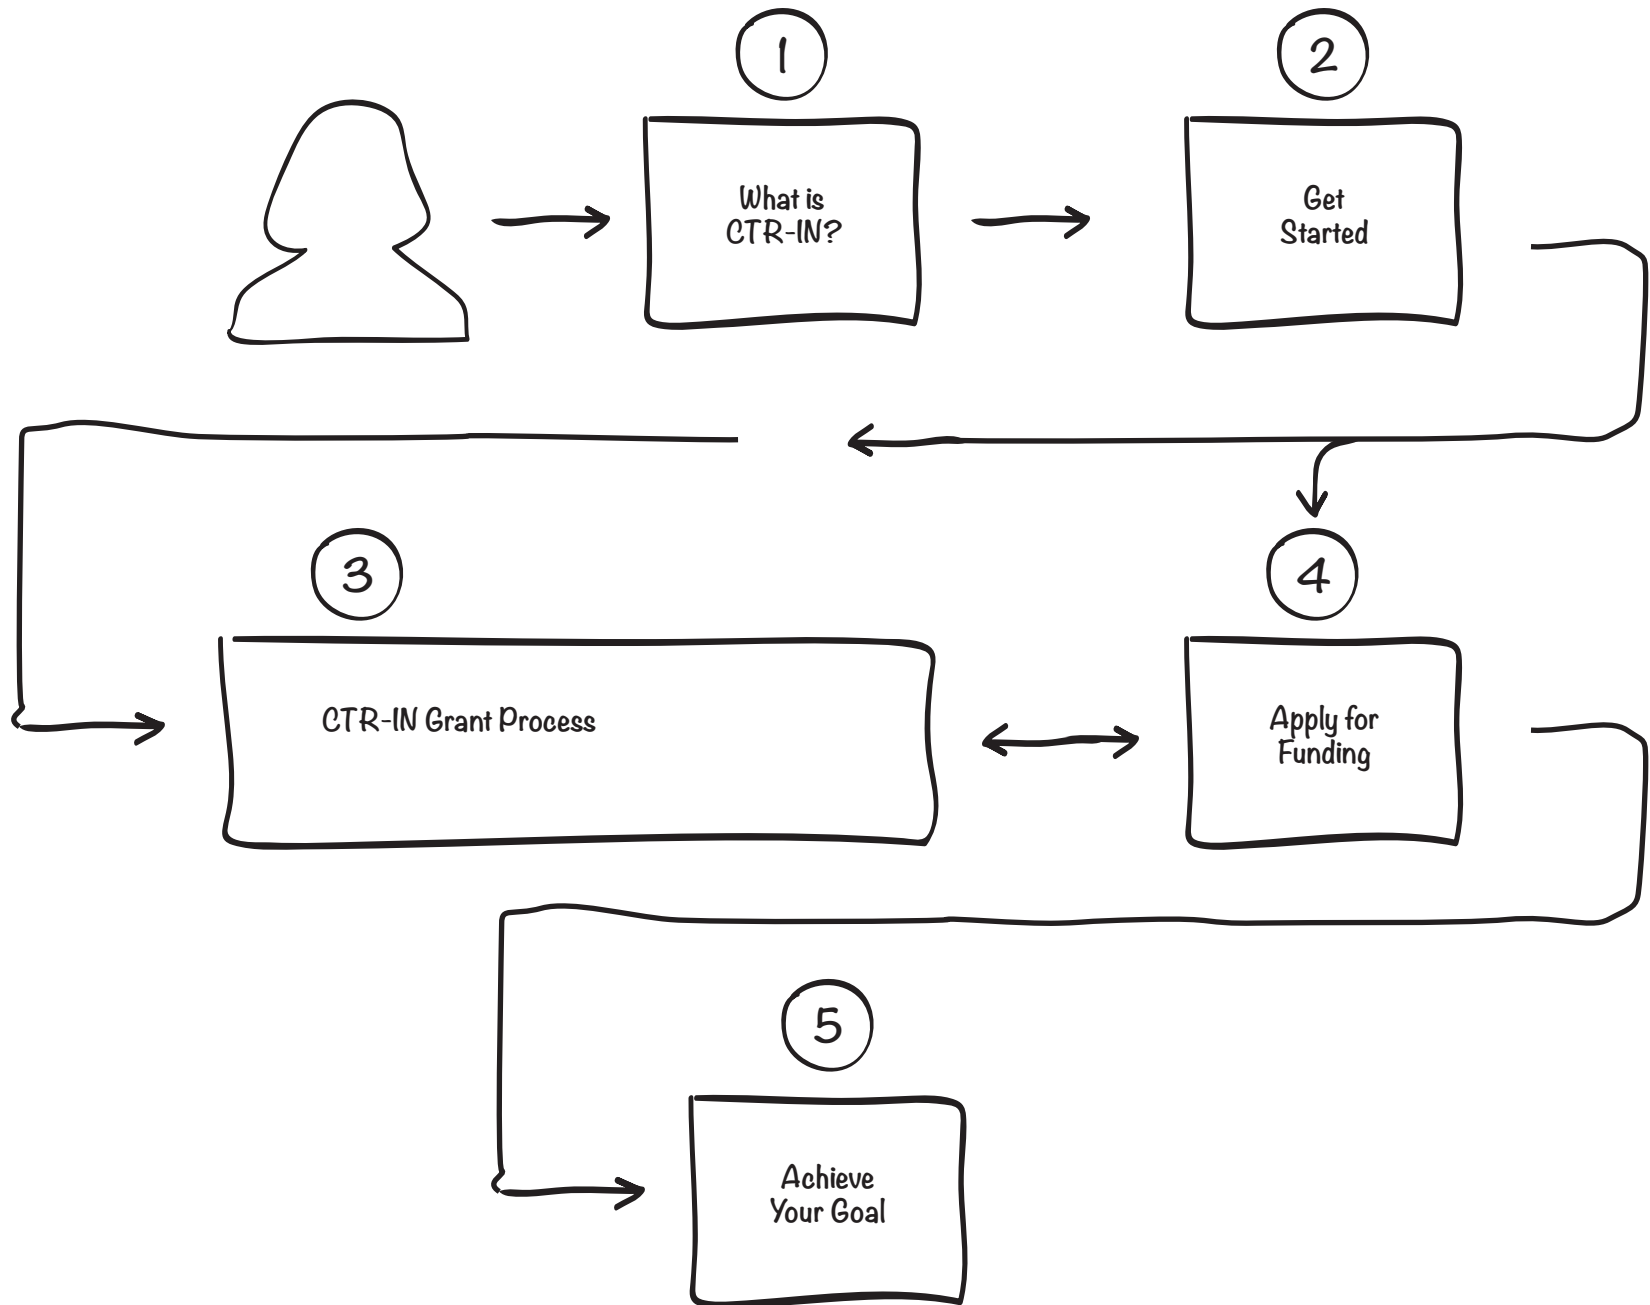 1
2
What is
CTR-IN?
Get
Started
3
4
CTR-IN Grant Process
Apply for
Funding
5
Achieve
Your Goal